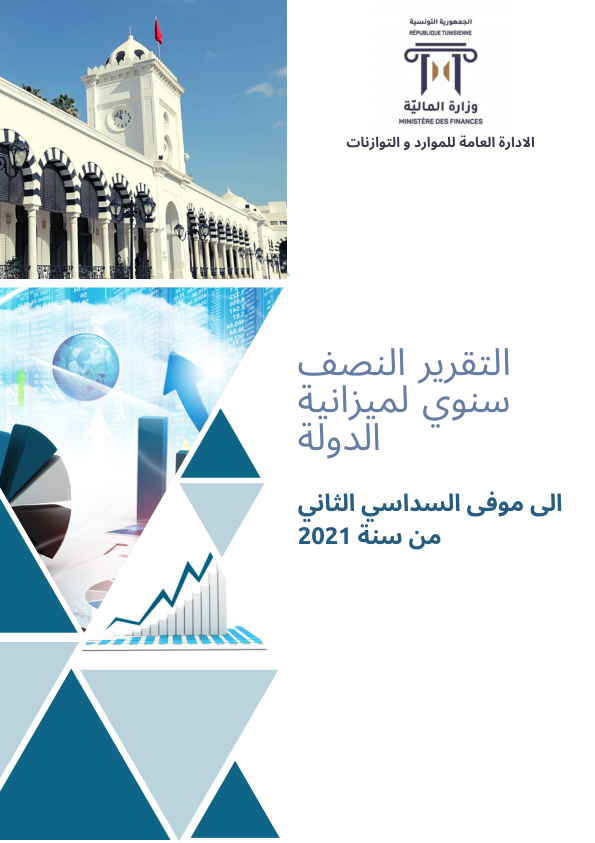 الجمهورية التونسية
RÉPUBLIQUE TUNISIENNE
وزارة الماليّة
MINISTÈRE DES FINANCES
الادارة العامة للموارد و التوازنات
التقرير النصف
سنوي لميزانية
الدولة
الى موفى السداسي الثاني
من سنة 2021